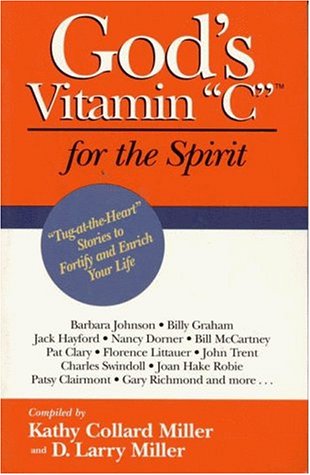 God's
Vitamin "C"™
for the Spirit
"Tug-at-the-Heart"
Stories to
Fortify and Enrich
Your Life
Barbara Johnson • Billy Graham
Jack Hayford • Nancy Dorner • Bill McCartney
Pat Clary • Florence Littauer • John Trent
Charles Swindoll • Joan Hake Robie
Patsy Clairmont • Gary Richmond and more . . .
Compiled by
Kathy Collard Miller
and D. Larry Miller